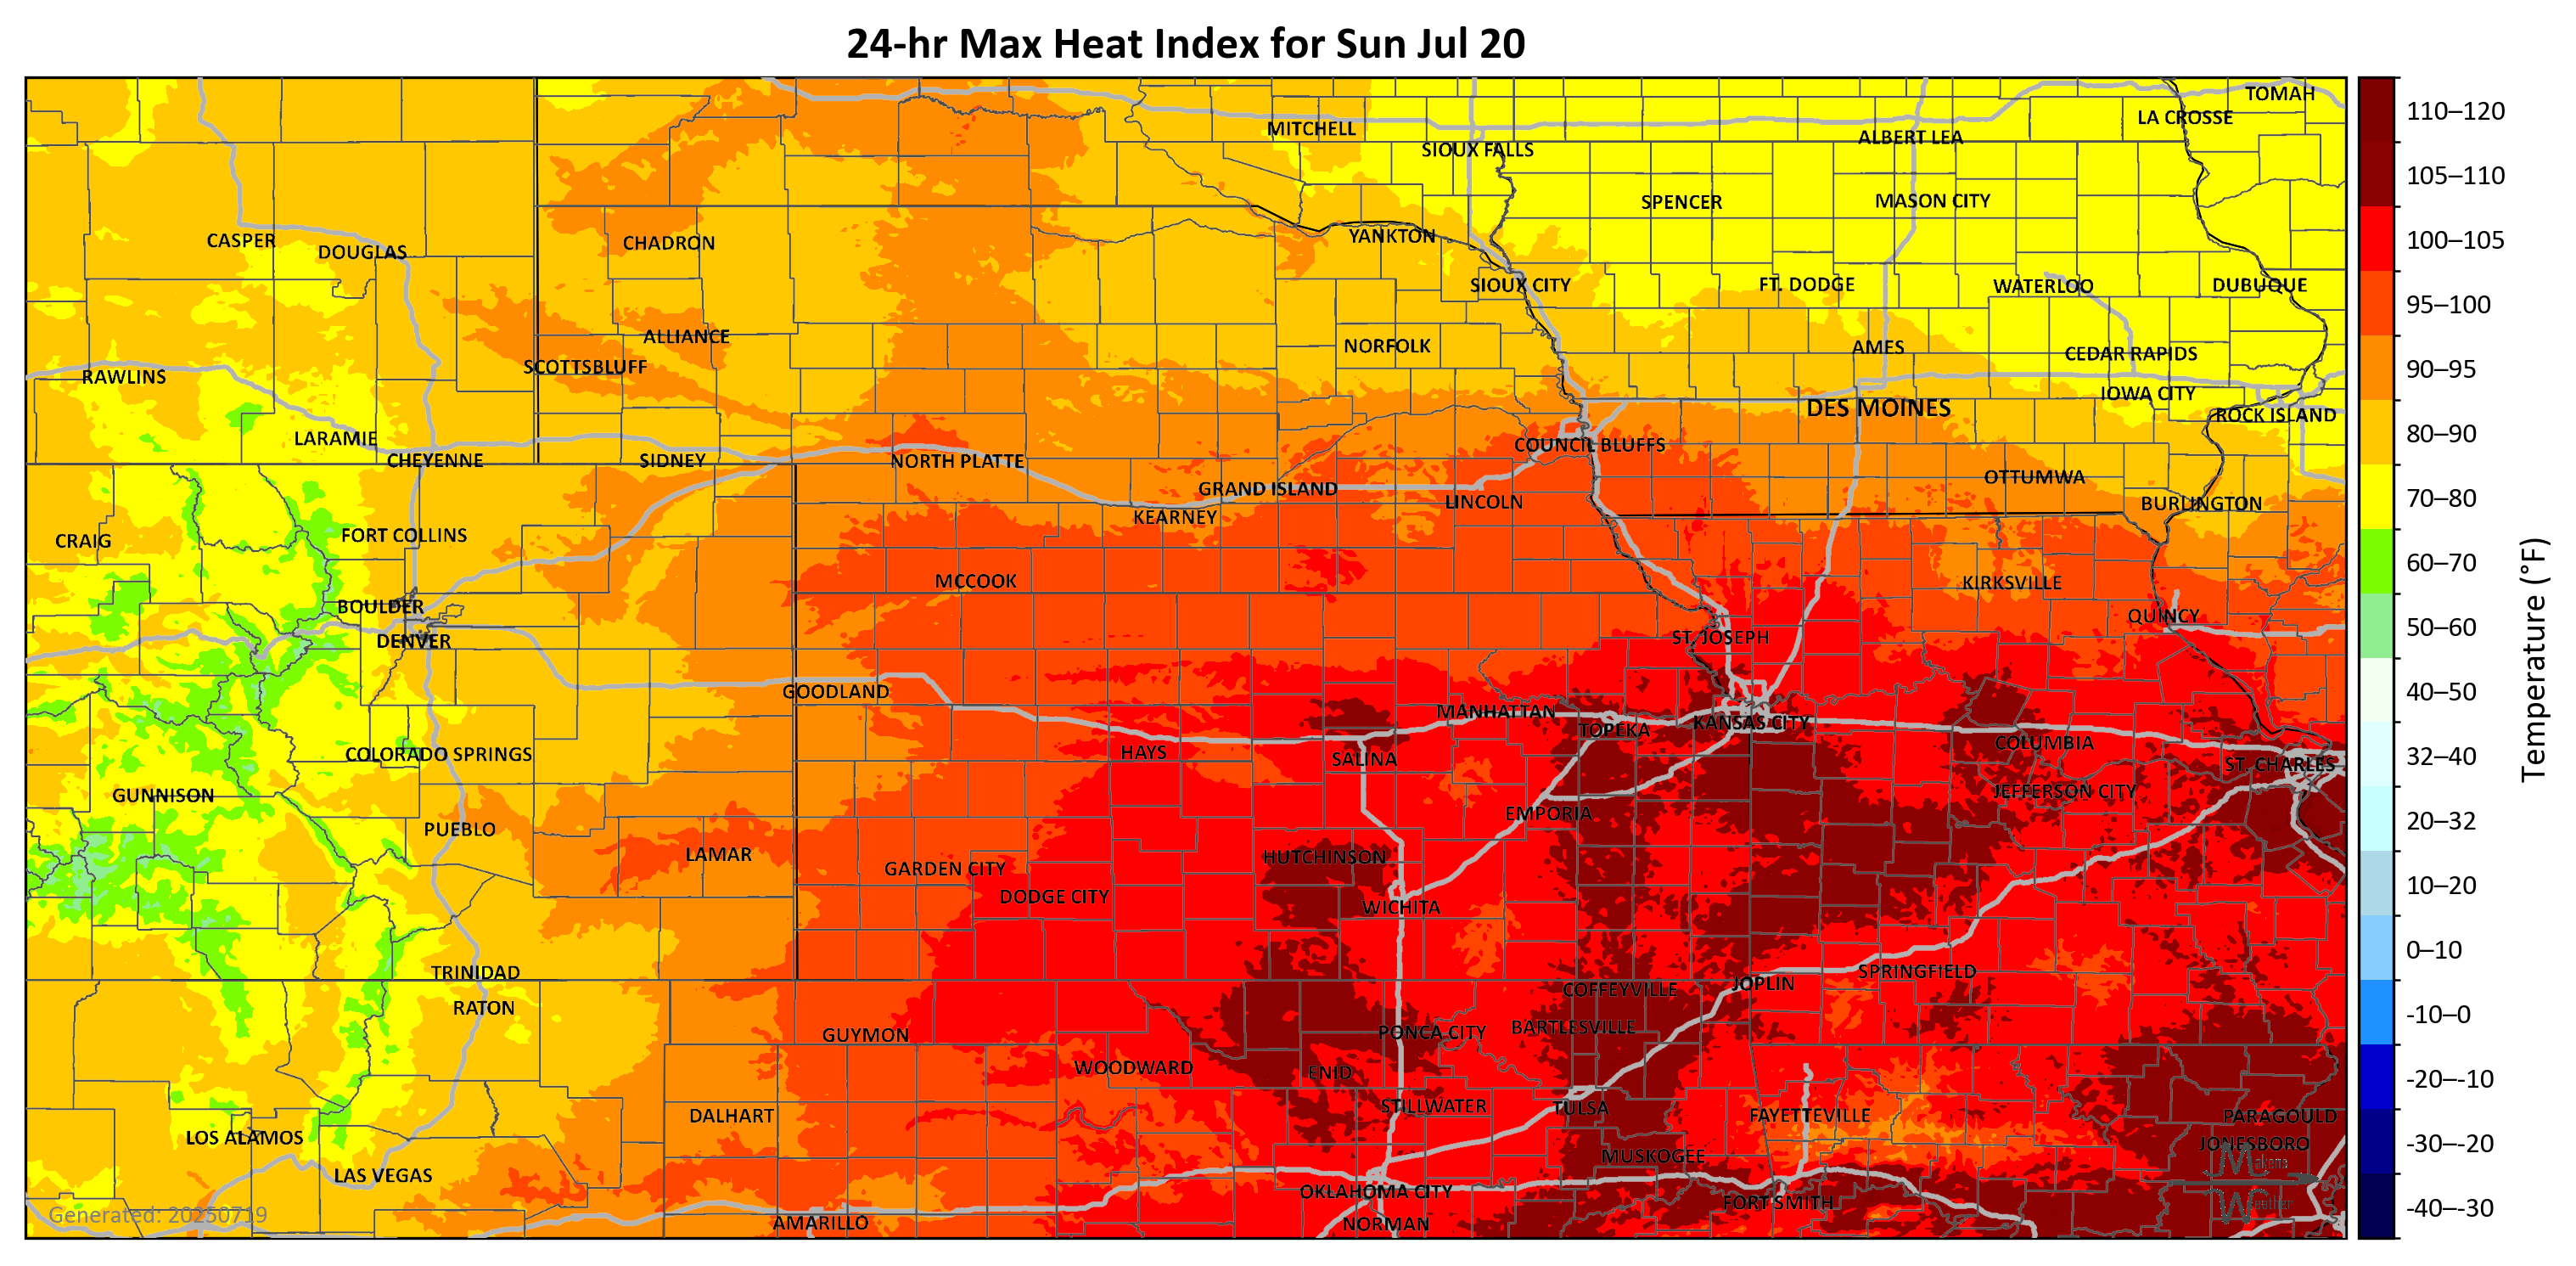 24-hr Max Heat Index for Sun Jul 20
TOMAH
LA CROSSE
MITCHELL
ALBERT LEA
SIOUX FALLS
SPENCER
MASON CITY
CASPER
DOUGLAS
CHADRON
YANKTON
SIOUX CITY
FT. DODGE
WATERLOO
DUBUQUE
ALLIANCE
NORFOLK
AMES
CEDAR RAPIDS
SCOTTSBLUFF
RAWLINS
IOWA CITY
DES MOINES
ROCK ISLAND
LARAMIE
COUNCIL BLUFFS
CHEYENNE
SIDNEY
NORTH PLATTE
OTTUMWA
GRAND ISLAND
LINCOLN
BURLINGTON
KEARNEY
FORT COLLINS
CRAIG
MCCOOK
KIRKSVILLE
BOULDER
QUINCY
DENVER
ST. JOSEPH
GOODLAND
MANHATTAN
TOPEKA
KANSAS CITY
COLUMBIA
COLORADO SPRINGS
HAYS
SALINA
ST. CHARLES
GUNNISON
JEFFERSON CITY
EMPORIA
PUEBLO
LAMAR
HUTCHINSON
GARDEN CITY
DODGE CITY
WICHITA
TRINIDAD
SPRINGFIELD
JOPLIN
COFFEYVILLE
RATON
GUYMON
PONCA CITY
BARTLESVILLE
WOODWARD
ENID
STILLWATER
TULSA
DALHART
FAYETTEVILLE
PARAGOULD
LOS ALAMOS
JONESBORO
MUSKOGEE
Makens
Weather
LAS VEGAS
OKLAHOMA CITY
FORT SMITH
Generated: 20250719
AMARILLO
NORMAN
110–120
105–110
100–105
95–100
90–95
80–90
70–80
60–70
50–60
40–50
32–40
20–32
10–20
0–10
-10–0
-20–-10
-30–-20
-40–-30
Temperature (°F)